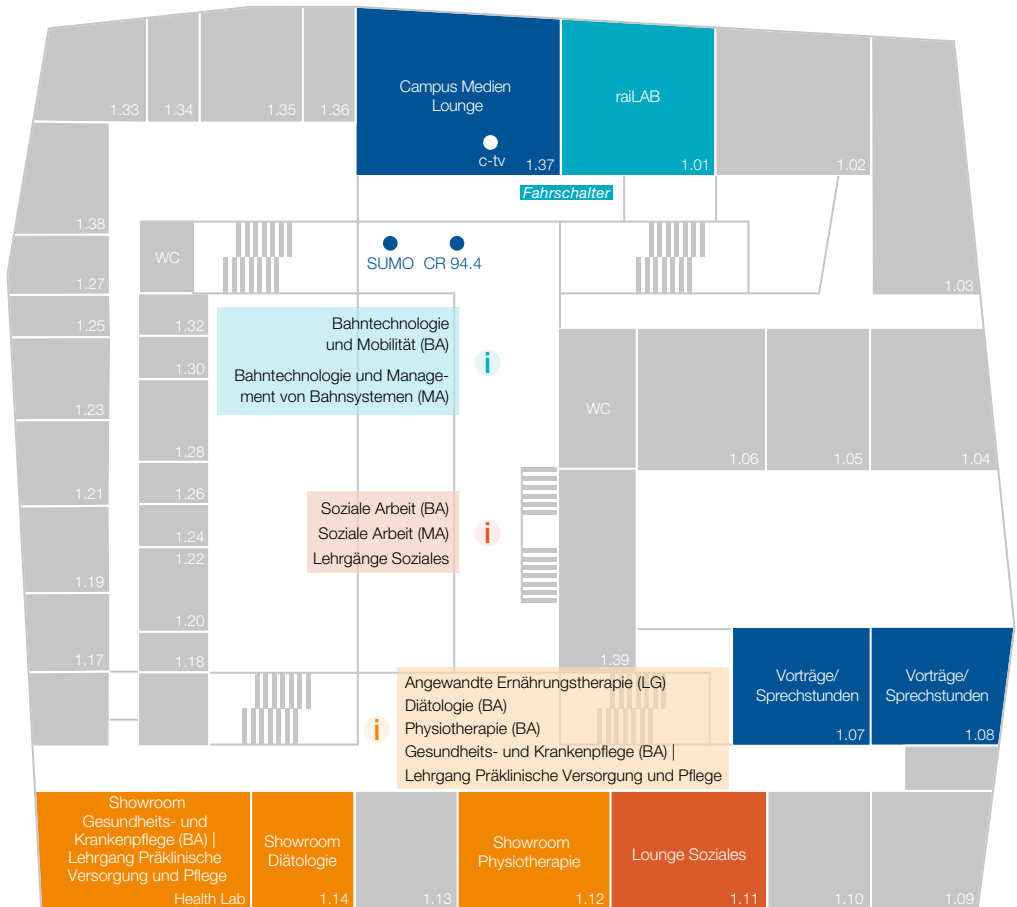 Campus Medien
Lounge
c-tv
1.37
raiLAB
1.01
1.33
1.34
1.35
1.36
1.02
Fahrschalter
1.38
WC
SUMO
CR 94.4
1.27
1.03
1.25
1.32
Bahntechnologie
und Mobilität (BA)
Bahntechnologie und Manage-
ment von Bahnsystemen (MA)
i
1.30
1.23
WC
1.28
1.06
1.05
1.04
1.21
1.26
Soziale Arbeit (BA)
Soziale Arbeit (MA)
Lehrgänge Soziales
i
1.24
1.22
1.19
1.20
1.17
1.18
1.39
Angewandte Ernährungstherapie (LG)
Diätologie (BA)
Physiotherapie (BA)
Gesundheits- und Krankenpflege (BA) |
Lehrgang Präklinische Versorgung und Pflege
i
Vorträge/
Sprechstunden
1.07
Vorträge/
Sprechstunden
1.08
Showroom
Gesundheits- und
Krankenpflege (BA) |
Lehrgang Präklinische
Versorgung und Pflege
Health Lab
Showroom
Diätologie
1.14
1.13
Showroom
Physiotherapie
1.12
Lounge Soziales
1.11
1.10
1.09